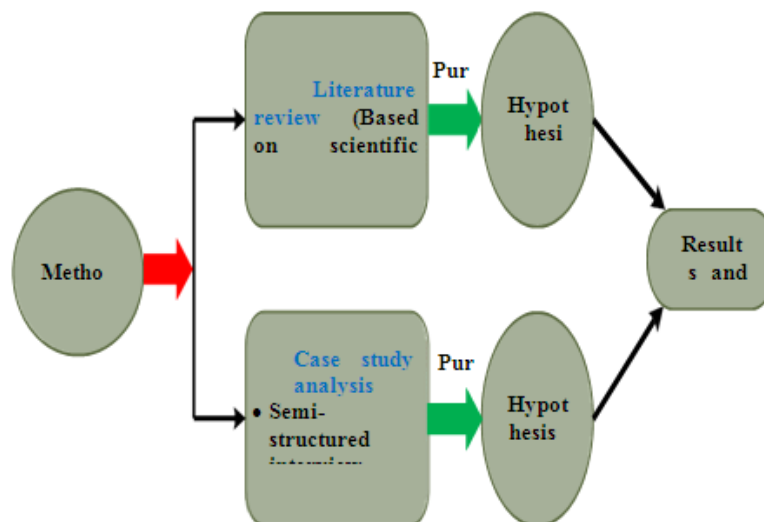 Metho
Literature
review (Based
on scientific
Pur
Hypot
hesi
Case study
analysis
• Semi-
structured
interview
Pur
Hypot
hesis
Result
s and